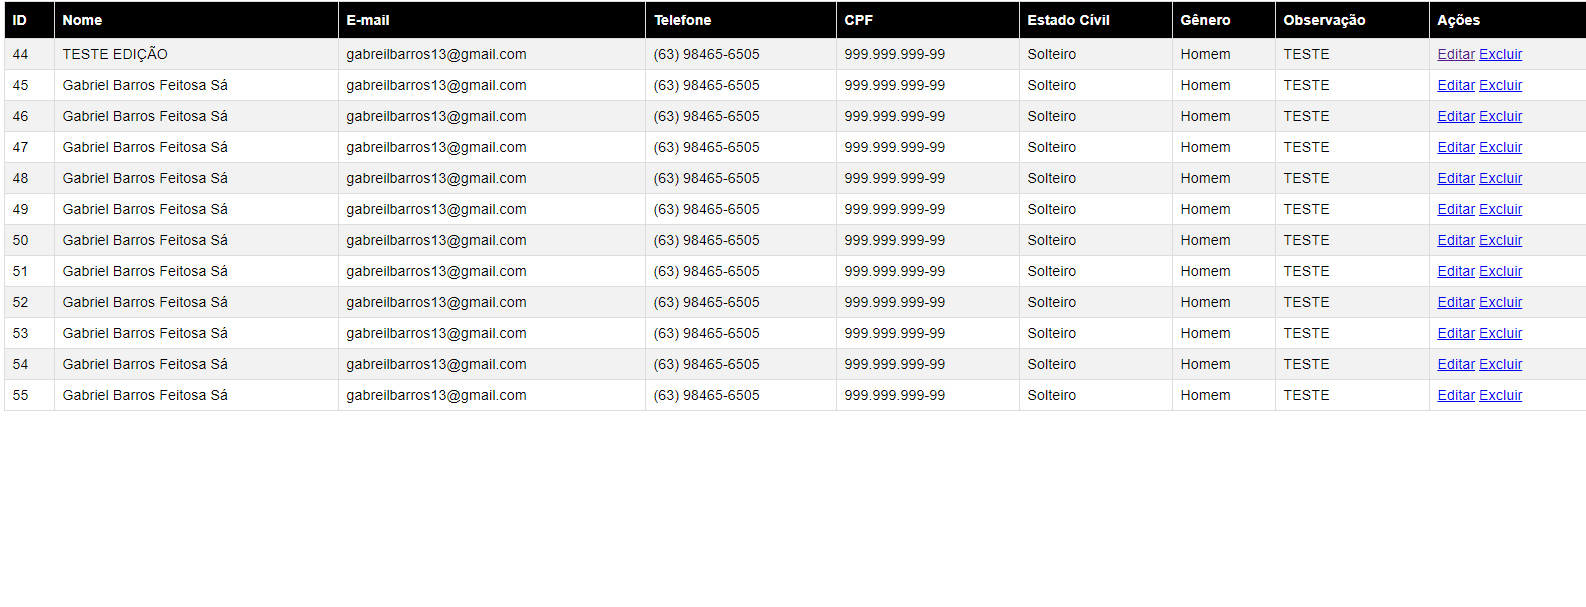 ID Nome E-mail Telefone CPF Estado Cívil Gênero Observação Ações
44 TESTE EDIÇÃO gabreilbarros13@gmail.com (63) 98465-6505 999.999.999-99 Solteiro Homem TESTE Editar Excluir
45 Gabriel Barros Feitosa Sá gabreilbarros13@gmail.com (63) 98465-6505 999.999.999-99 Solteiro Homem TESTE Editar Excluir
46 Gabriel Barros Feitosa Sá gabreilbarros13@gmail.com (63) 98465-6505 999.999.999-99 Solteiro Homem TESTE Editar Excluir
47 Gabriel Barros Feitosa Sá gabreilbarros13@gmail.com (63) 98465-6505 999.999.999-99 Solteiro Homem TESTE Editar Excluir
48 Gabriel Barros Feitosa Sá gabreilbarros13@gmail.com (63) 98465-6505 999.999.999-99 Solteiro Homem TESTE Editar Excluir
49 Gabriel Barros Feitosa Sá gabreilbarros13@gmail.com (63) 98465-6505 999.999.999-99 Solteiro Homem TESTE Editar Excluir
50 Gabriel Barros Feitosa Sá gabreilbarros13@gmail.com (63) 98465-6505 999.999.999-99 Solteiro Homem TESTE Editar Excluir
51 Gabriel Barros Feitosa Sá gabreilbarros13@gmail.com (63) 98465-6505 999.999.999-99 Solteiro Homem TESTE Editar Excluir
52 Gabriel Barros Feitosa Sá gabreilbarros13@gmail.com (63) 98465-6505 999.999.999-99 Solteiro Homem TESTE Editar Excluir
53 Gabriel Barros Feitosa Sá gabreilbarros13@gmail.com (63) 98465-6505 999.999.999-99 Solteiro Homem TESTE Editar Excluir
54 Gabriel Barros Feitosa Sá gabreilbarros13@gmail.com (63) 98465-6505 999.999.999-99 Solteiro Homem TESTE Editar Excluir
55 Gabriel Barros Feitosa Sá gabreilbarros13@gmail.com (63) 98465-6505 999.999.999-99 Solteiro Homem TESTE Editar Excluir